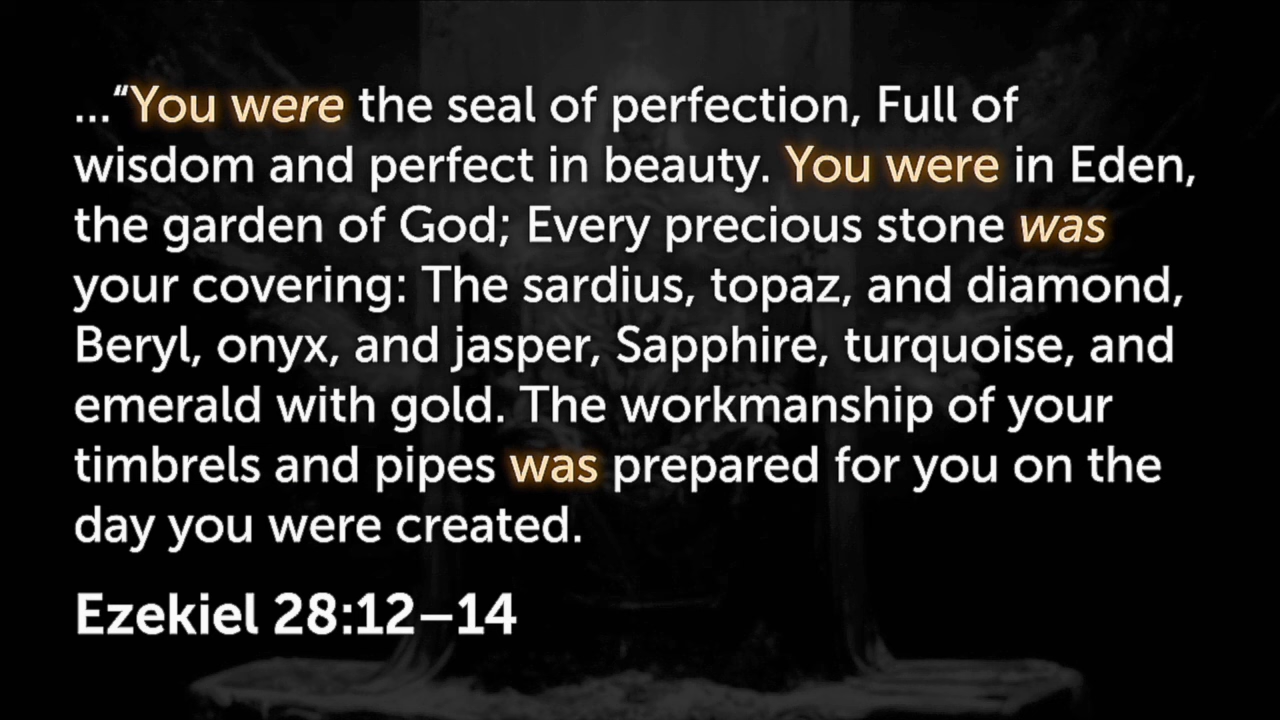 ...“You were the seal of perfection, Full of
wisdom and perfect in beauty. You were in Eden,
the garden of God; Every precious stone was
your covering: The sardius, topaz, and diamond,
Beryl, onyx, and jasper, Sapphire, turquoise, and
emerald with gold. The workmanship of your
timbrels and pipes was prepared for you on the
day you were created.
Ezekiel 28:12–14